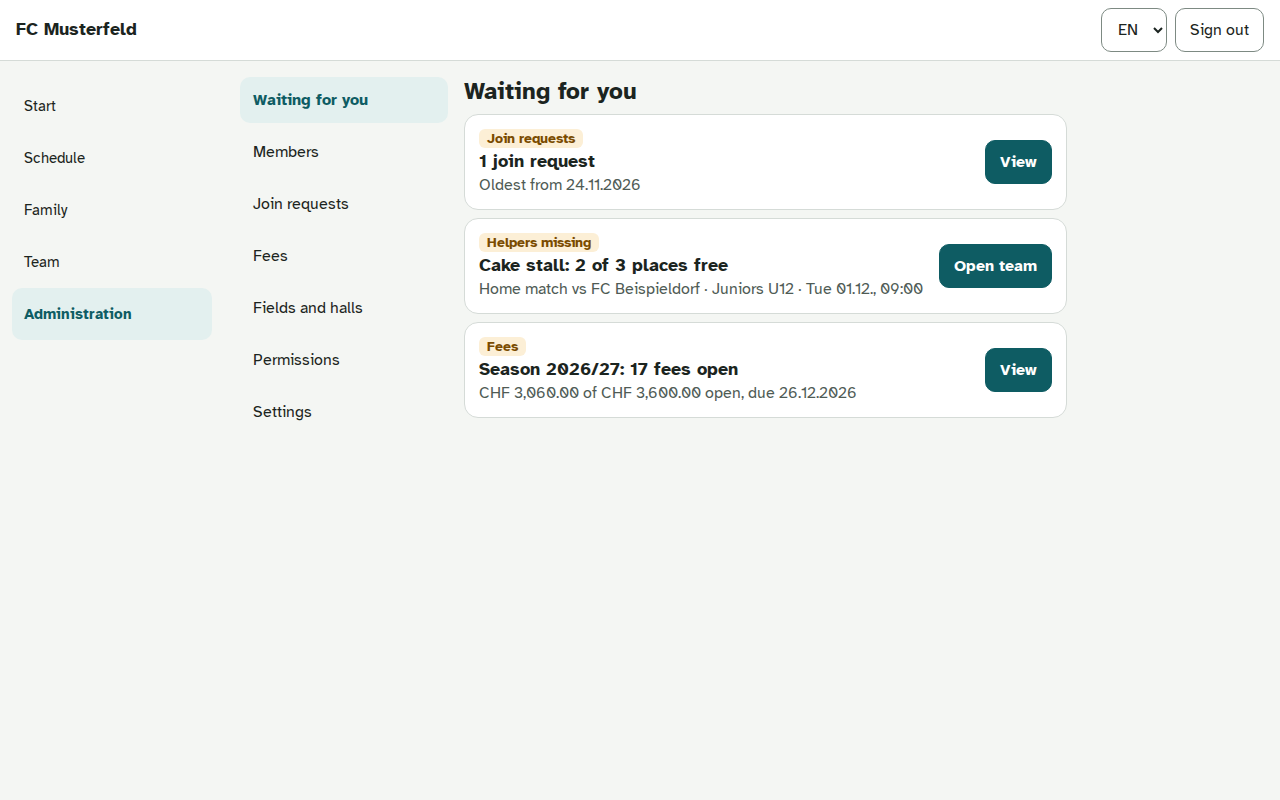 FC Musterfeld
EN
Sign out
Start
Schedule
Family
Team
Administration
Waiting for you
Members
Join requests
Fees
Fields and halls
Permissions
Settings
Waiting for you
Join requests
1 join request
Oldest from 24.11.2026
View
Helpers missing
Cake stall: 2 of 3 places free
Home match vs FC Beispieldorf · Juniors U12 · Tue 01.12., 09:00
Open team
Fees
Season 2026/27: 17 fees open
CHF 3,060.00 of CHF 3,600.00 open, due 26.12.2026
View